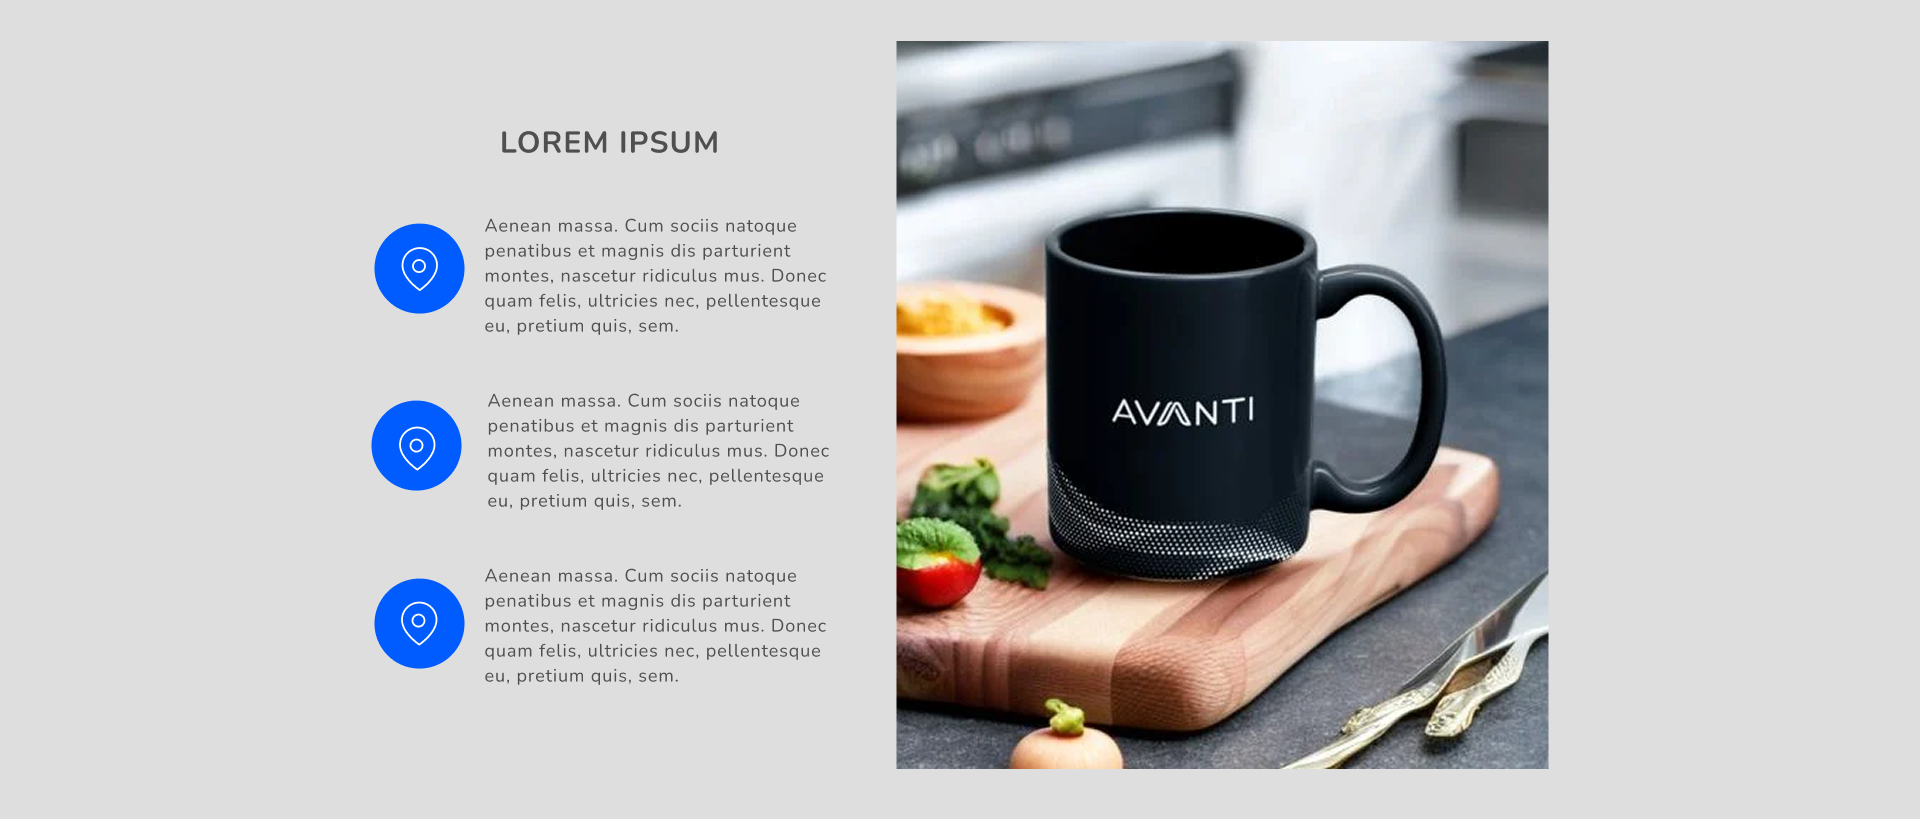 LOREM IPSUM
Aenean massa. Cum sociis natoque
penatibus et magnis dis parturient
montes, nascetur ridiculus mus. Donec
quam felis, ultricies nec, pellentesque
eu, pretium quis, sem.
Aenean massa. Cum sociis natoque
penatibus et magnis dis parturient
montes, nascetur ridiculus mus. Donec
quam felis, ultricies nec, pellentesque
eu, pretium quis, sem.
Aenean massa. Cum sociis natoque
penatibus et magnis dis parturient
montes, nascetur ridiculus mus. Donec
quam felis, ultricies nec, pellentesque
eu, pretium quis, sem.
AVANTI